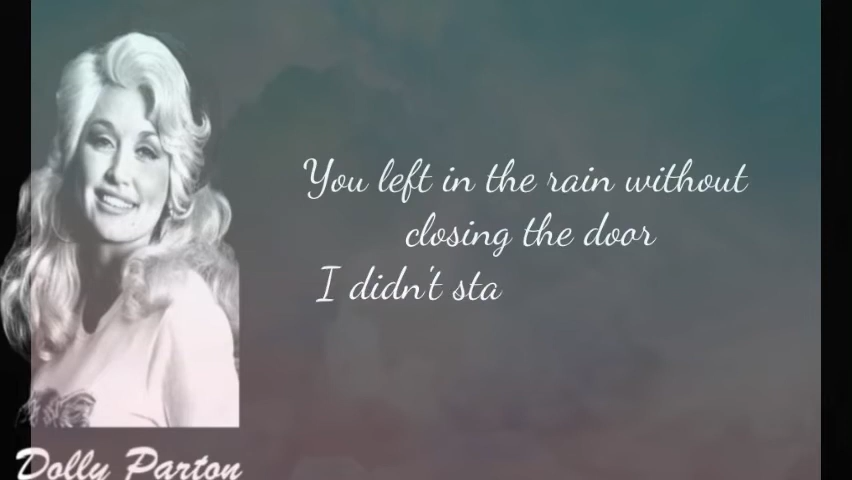 You left in the rain without
closing the door
I didn't sta
Dolly Parton